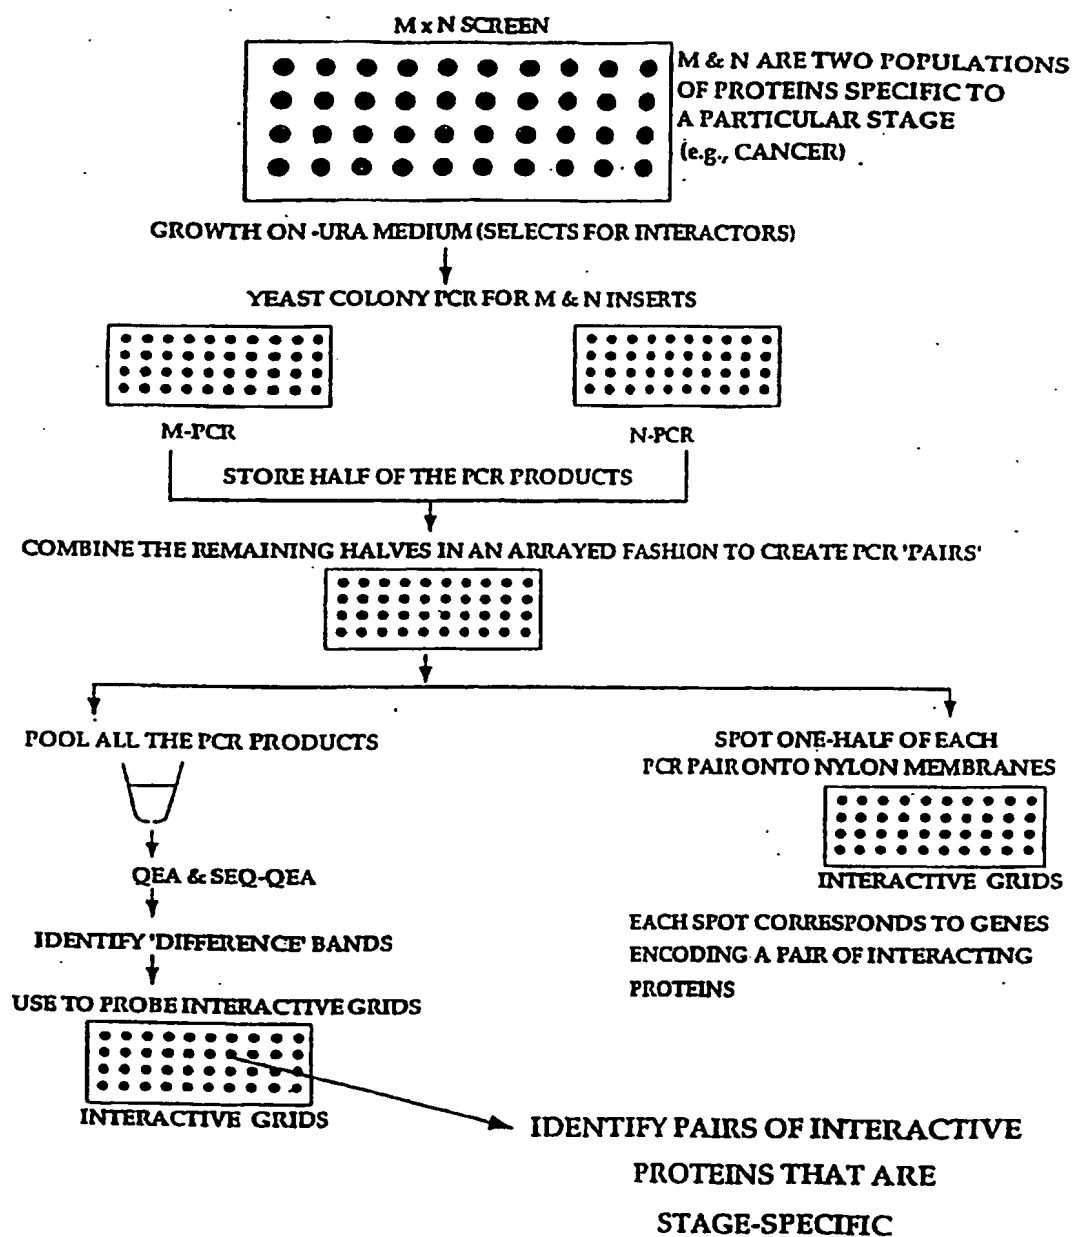 M x N SCREEN
M & N ARE TWO POPULATIONS
OF PROTEINS SPECIFIC TO
A PARTICULAR STAGE
(e.g., CANCER)
GROWTH ON -URA MEDIUM (SELECTS FOR INTERACTORS)
YEAST COLONY PCR FOR M & N INSERTS
M-PCR
N-PCR
STORE HALF OF THE PCR PRODUCTS
COMBINE THE REMAINING HALVES IN AN ARRAYED FASHION TO CREATE PCR 'PAIRS'
POOL ALL THE PCR PRODUCTS
SPOT ONE-HALF OF EACH
PCR PAIR ONTO NYLON MEMBRANES
INTERACTIVE GRIDS
QEA & SEQ-QEA
EACH SPOT CORRESPONDS TO GENES
ENCODING A PAIR OF INTERACTING
PROTEINS
IDENTIFY 'DIFFERENCE' BANDS
USE TO PROBE INTERACTIVE GRIDS
INTERACTIVE GRIDS
IDENTIFY PAIRS OF INTERACTIVE
PROTEINS THAT ARE
STAGE-SPECIFIC